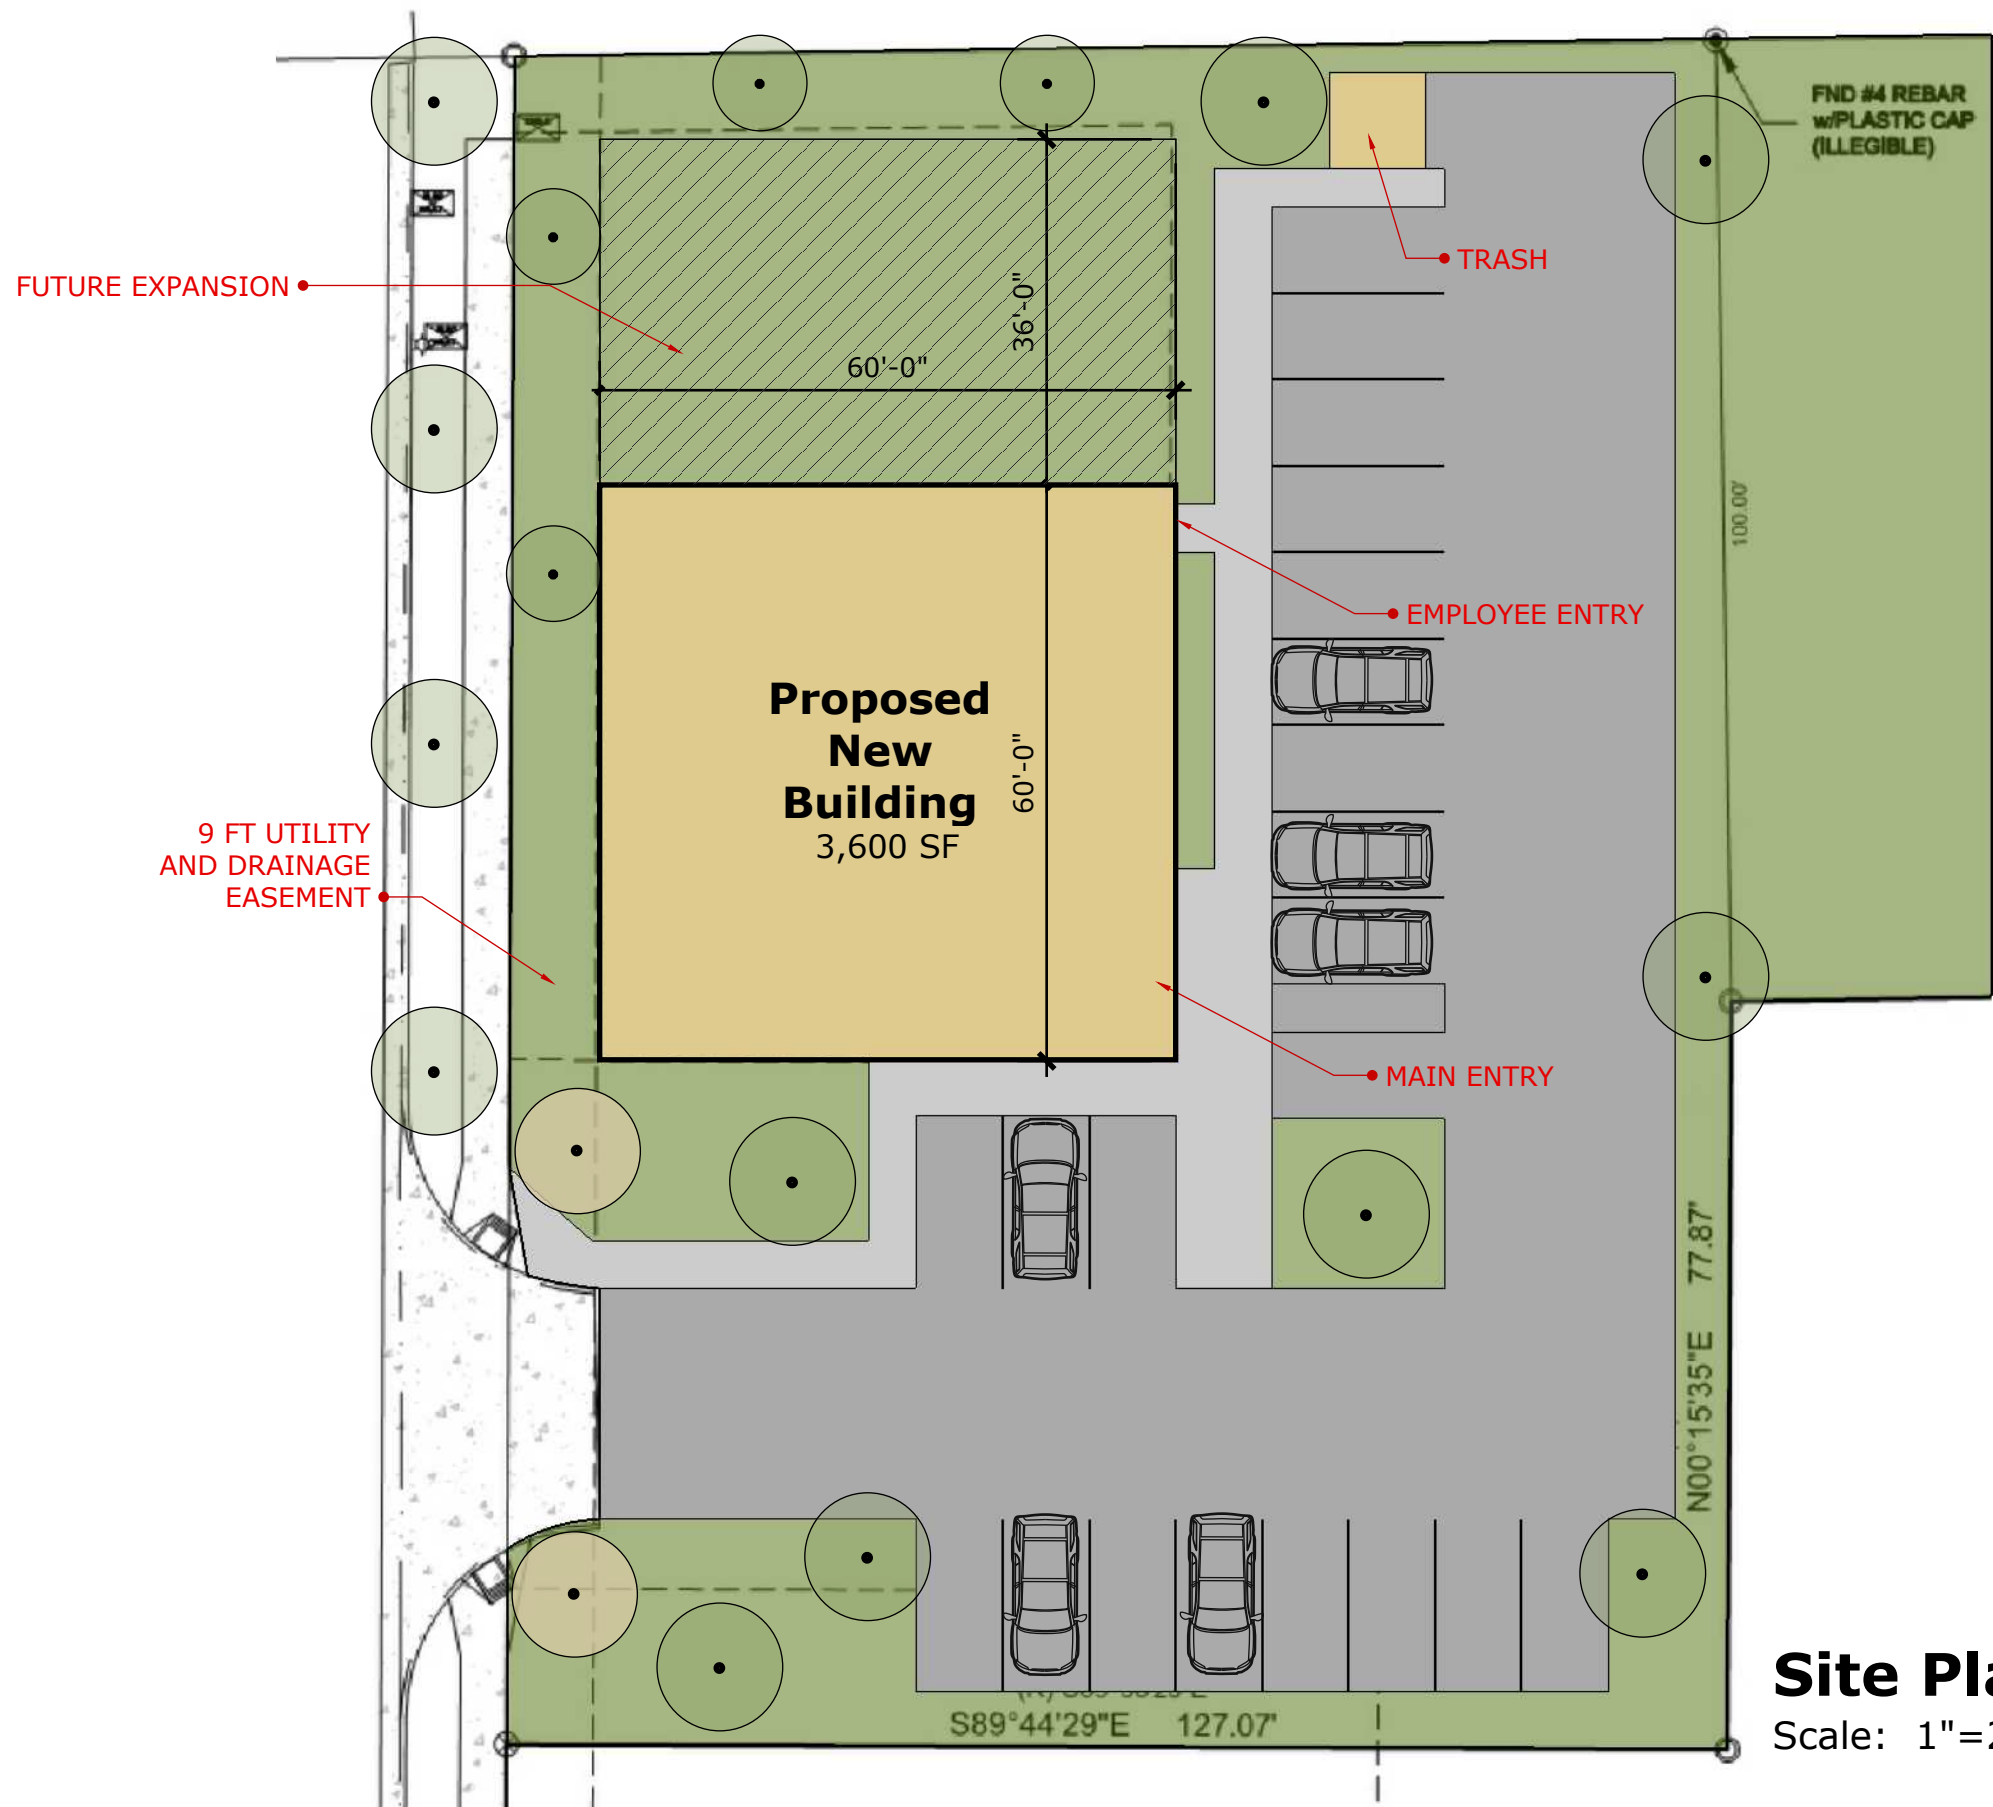 FND #4 REBAR
w/PLASTIC CAP
(ILLEGIBLE)
TRASH
FUTURE EXPANSION
36'-0"
60'-0"
100.00'
EMPLOYEE ENTRY
Proposed
New
Building
3,600 SF
60'-0"
9 FT UTILITY
AND DRAINAGE
EASEMENT
MAIN ENTRY
N00°15'35"E 77.87'
S89°44'29"E 127.07'
Site Pla
Scale: 1"=2